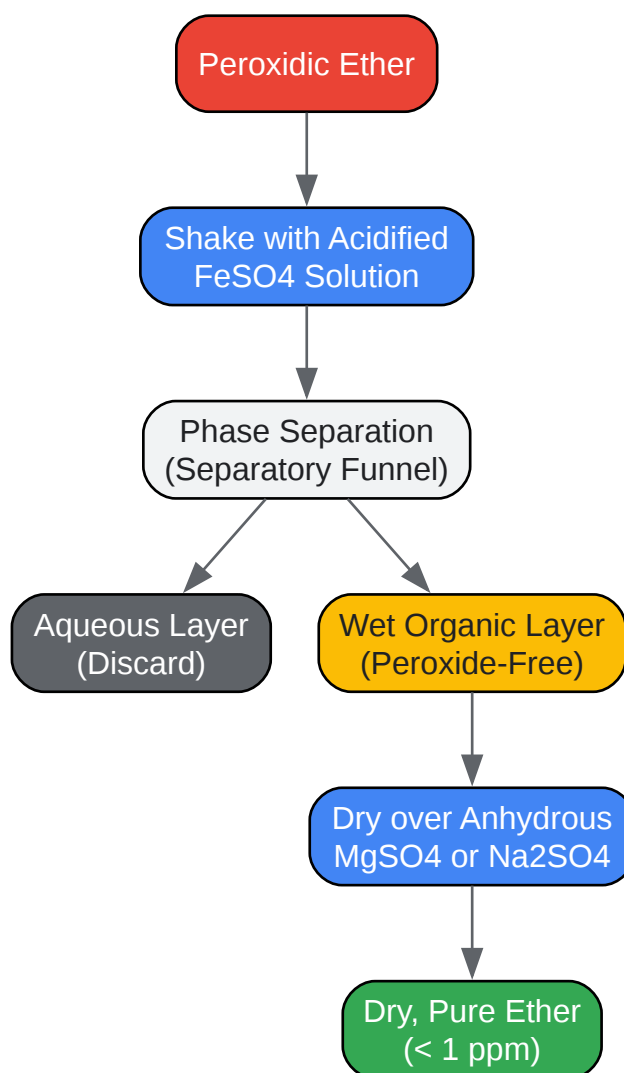 Peroxidic Ether
Shake with Acidified
FeSO4 Solution
Phase Separation
(Separatory Funnel)
Aqueous Layer
(Discard)
Wet Organic Layer
(Peroxide-Free)
Dry over Anhydrous
MgSO4 or Na2SO4
Dry, Pure Ether
(< 1 ppm)